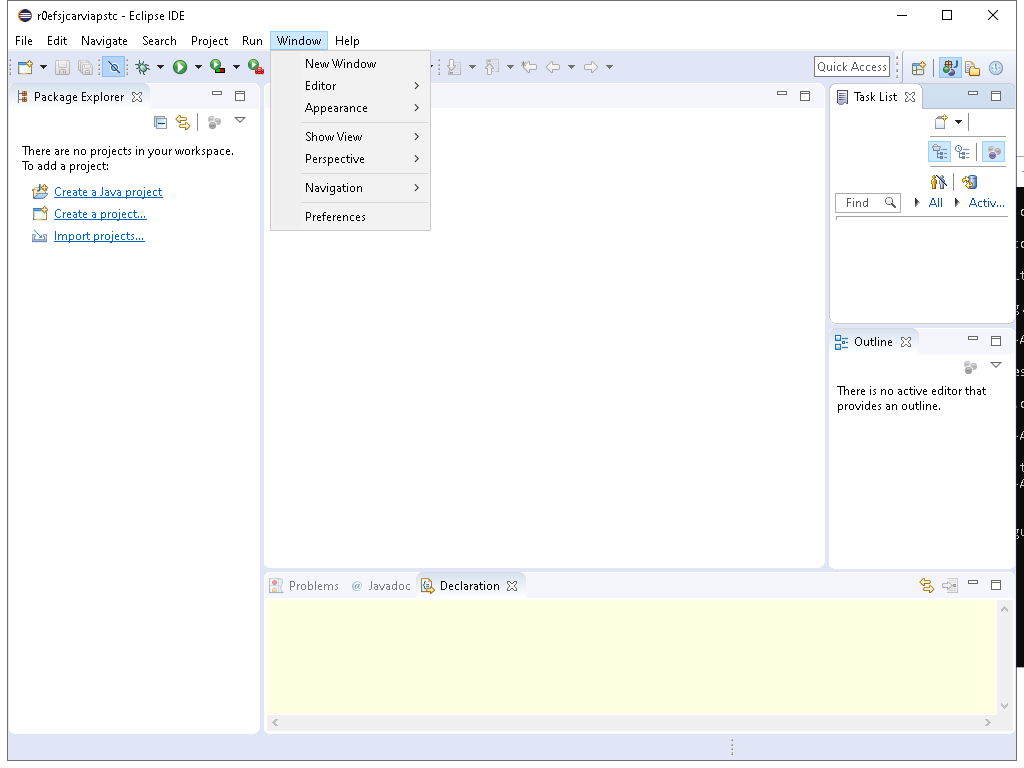 r0efsjcarviapstc - Eclipse IDE
File Edit Navigate Search Project Run Window Help
New Window
Editor
Appearance
Show View
Perspective
Navigation
Preferences
Quick Access
Package Explorer
There are no projects in your workspace.
To add a project:
Create a Java project
Create a project...
Import projects...
Task List
Find All Activ...
Outline
There is no active editor that
provides an outline.
Problems @ Javadoc Declaration